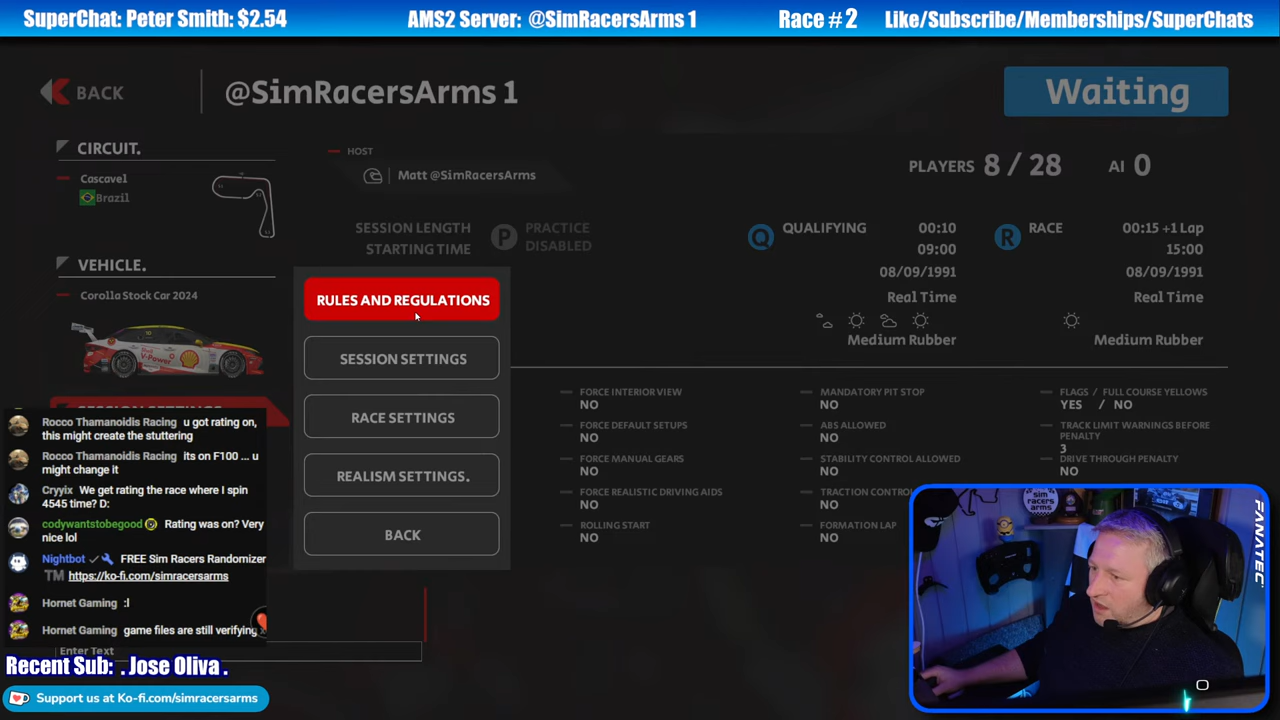 SuperChat: Peter Smith: $2.54
AMS2 Server: @SimRacersArms 1
Race #2
Like/Subscribe/Memberships/SuperChats
BACK
@SimRacersArms 1
Waiting
CIRCUIT.
Cascavel
Brazil
HOST
Matt @SimRacersArms
PLAYERS 8 / 28
AI 0
SESSION LENGTH
STARTING TIME
P
PRACTICE
DISABLED
Q
QUALIFYING
00:10
09:00
08/09/1991
Real Time
Medium Rubber
R
RACE
00:15 +1 Lap
15:00
08/09/1991
Real Time
Medium Rubber
VEHICLE.
Corolla Stock Car 2024
RULES AND REGULATIONS
SESSION SETTINGS
RACE SETTINGS
REALISM SETTINGS.
BACK
FORCE INTERIOR VIEW
NO
FORCE DEFAULT SETUPS
NO
FORCE MANUAL GEARS
NO
FORCE REALISTIC DRIVING AIDS
NO
ROLLING START
NO
MANDATORY PIT STOP
NO
ABS ALLOWED
NO
STABILITY CONTROL ALLOWED
NO
TRACTION CONTRO
NO
FORMATION LAP
NO
FLAGS / FULL COURSE YELLOWS
YES / NO
TRACK LIMIT WARNINGS BEFORE
PENALTY
3
DRIVE THROUGH PENALTY
NO
Rocco Thamanoidis Racing u got rating on,
this might create the stuttering
Rocco Thamanoidis Racing its on F100 ... u
might change it
Cryyix We get rating the race where I spin
4545 time? D:
codywantstobegood Rating was on? Very
nice lol
Nightbot FREE Sim Racers Randomizer
TM https://ko-fi.com/simracersarms
Hornet Gaming :l
Hornet Gaming game files are still verifying
Enter Text
Recent Sub: . Jose Oliva .
Support us at Ko-fi.com/simracersarms
sim
racers
arms
FANATEC